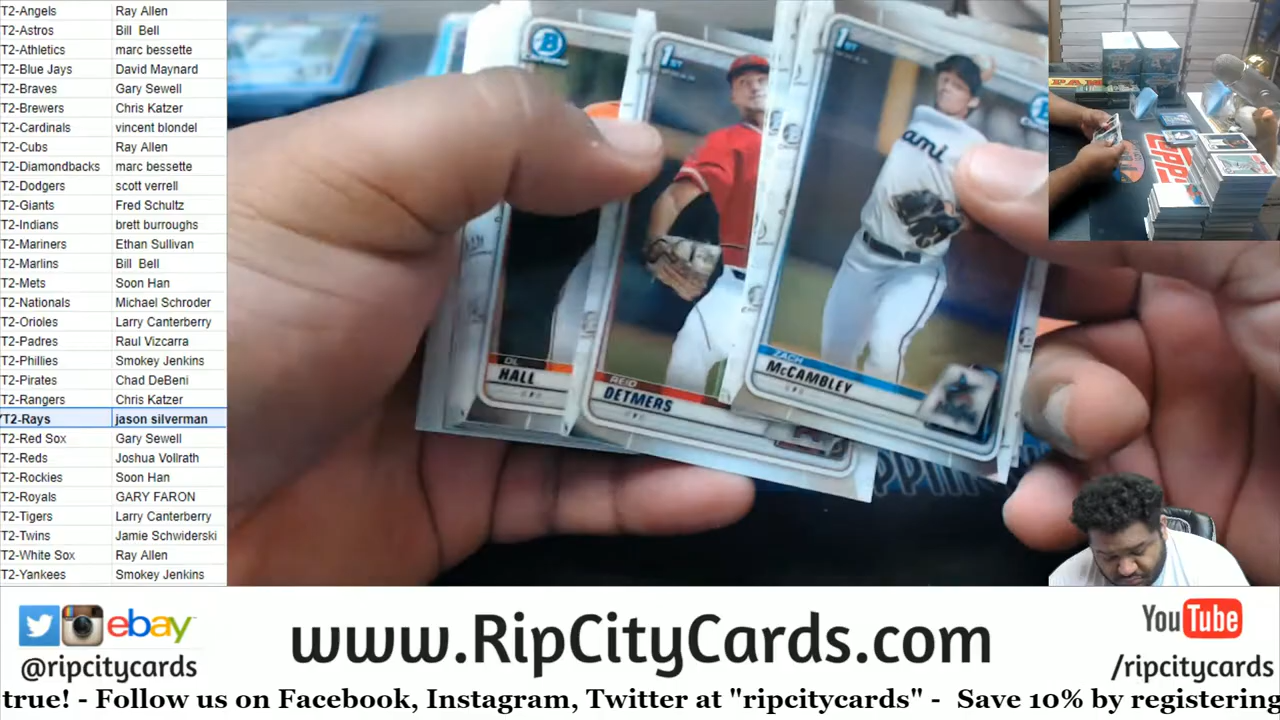 T2-Angels Ray Allen
T2-Astros Bill Bell
T2-Athletics marc bessette
T2-Blue Jays David Maynard
T2-Braves Gary Sewell
T2-Brewers Chris Katzer
T2-Cardinals vincent blondel
T2-Cubs Ray Allen
T2-Diamondbacks marc bessette
T2-Dodgers scott verrell
T2-Giants Fred Schultz
T2-Indians brett burroughs
T2-Mariners Ethan Sullivan
T2-Marlins Bill Bell
T2-Mets Soon Han
T2-Nationals Michael Schroder
T2-Orioles Larry Canterberry
T2-Padres Raul Vizcarra
T2-Phillies Smokey Jenkins
T2-Pirates Chad DeBeni
T2-Rangers Chris Katzer
T2-Rays jason silverman
T2-Red Sox Gary Sewell
T2-Reds Joshua Vollrath
T2-Rockies Soon Han
T2-Royals GARY FARON
T2-Tigers Larry Canterberry
T2-Twins Jamie Schwiderski
T2-White Sox Ray Allen
T2-Yankees Smokey Jenkins
B
DL
HALL
1ST
REID
DETMERS
1ST
ami
ZACH
McCAMBLEY
ebay
@ripcitycards
www.RipCityCards.com
YouTube
/ripcitycards
true! - Follow us on Facebook, Instagram, Twitter at "ripcitycards" - Save 10% by registering